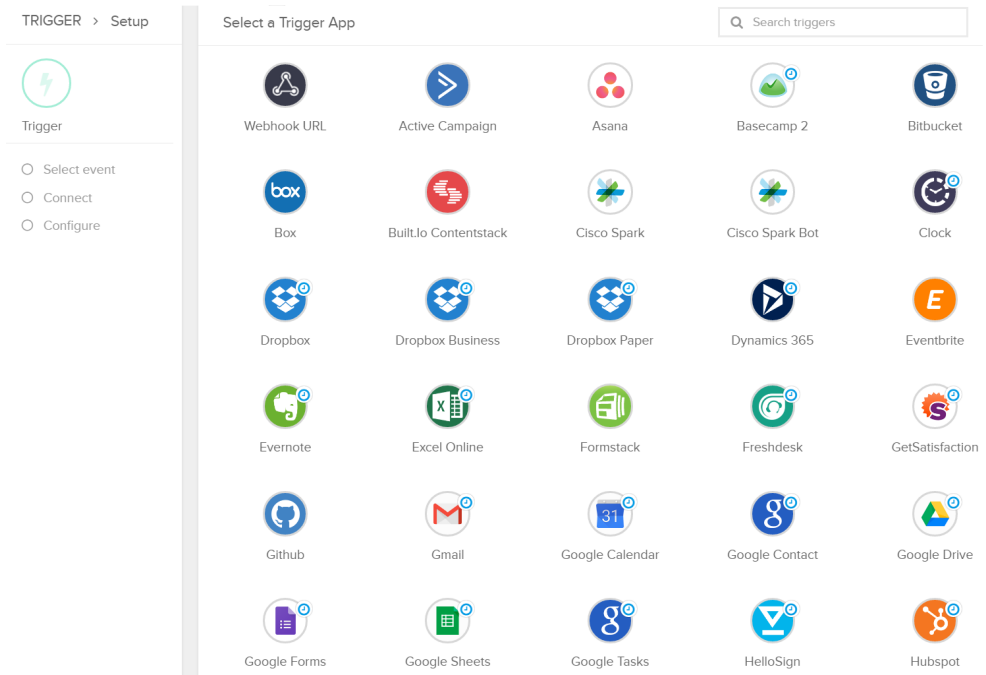 TRIGGER > Setup
Select a Trigger App
Search triggers
Trigger
Select event
Connect
Configure
Webhook URL
Active Campaign
Asana
Basecamp 2
Bitbucket
box
Box
Built.Io Contentstack
Cisco Spark
Cisco Spark Bot
Clock
Dropbox
Dropbox Business
Dropbox Paper
Dynamics 365
E
Eventbrite
Evernote
X
Excel Online
Formstack
Freshdesk
S
GetSatisfaction
Github
Gmail
31
Google Calendar
g
Google Contact
Google Drive
Google Forms
Google Sheets
g
Google Tasks
HelloSign
Hubspot